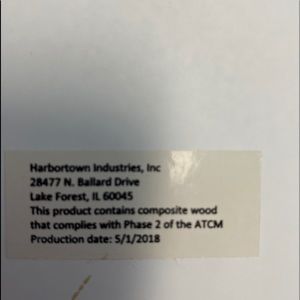 Harbortown Industries, Inc
28477 N. Ballard Drive
Lake Forest, IL 60045
This product contains composite wood
that complies with Phase 2 of the ATCM
Production date: 5/1/2018